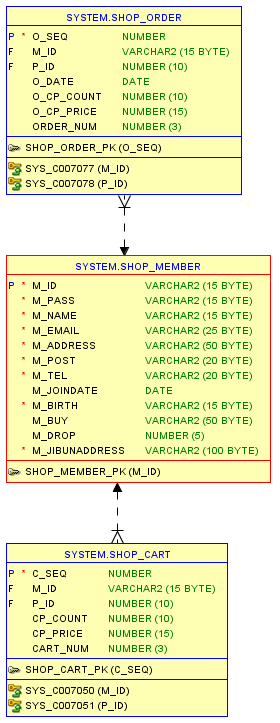 SYSTEM.SHOP_ORDER
P * O_SEQ NUMBER
F M_ID VARCHAR2 (15 BYTE)
F P_ID NUMBER (10)
O_DATE DATE
O_CP_COUNT NUMBER (10)
O_CP_PRICE NUMBER (15)
ORDER_NUM NUMBER (3)
SHOP_ORDER_PK (O_SEQ)
SYS_C007077 (M_ID)
SYS_C007078 (P_ID)
SYSTEM.SHOP_MEMBER
P * M_ID VARCHAR2 (15 BYTE)
* M_PASS VARCHAR2 (15 BYTE)
* M_NAME VARCHAR2 (15 BYTE)
* M_EMAIL VARCHAR2 (25 BYTE)
* M_ADDRESS VARCHAR2 (50 BYTE)
* M_POST VARCHAR2 (20 BYTE)
* M_TEL VARCHAR2 (20 BYTE)
M_JOINDATE DATE
* M_BIRTH VARCHAR2 (15 BYTE)
M_BUY VARCHAR2 (50 BYTE)
M_DROP NUMBER (5)
* M_JIBUNADDRESS VARCHAR2 (100 BYTE)
SHOP_MEMBER_PK (M_ID)
SYSTEM.SHOP_CART
P * C_SEQ NUMBER
F M_ID VARCHAR2 (15 BYTE)
F P_ID NUMBER (10)
CP_COUNT NUMBER (10)
CP_PRICE NUMBER (15)
CART_NUM NUMBER (3)
SHOP_CART_PK (C_SEQ)
SYS_C007050 (M_ID)
SYS_C007051 (P_ID)